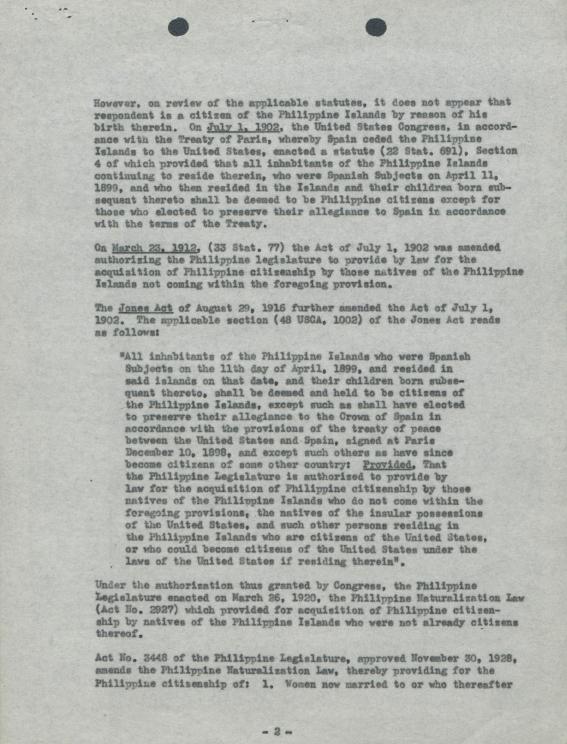 However, on review of the applicable statutes, it does not appear that
respondent is a citizen of the Philippine Islands by reason of his
birth therein. On July 1, 1902, the United States Congress, in accord-
ance with the Treaty of Paris, whereby Spain ceded the Philippine
Islands to the United States, enacted a statute (22 Stat. 691), Section
4 of which provided that all inhabitants of the Philippine Islands
continuing to reside therein, who were Spanish Subjects on April 11,
1899, and who then resided in the Islands and their children born sub-
sequent thereto shall be deemed to be Philippine citizens except for
those who elected to preserve their allegiance to Spain in accordance
with the terms of the Treaty.
On March 23, 1912, (33 Stat. 77) the Act of July 1, 1902 was amended
authorizing the Philippine legislature to provide by law for the
acquisition of Philippine citizenship by those natives of the Philippine
Islands not coming within the foregoing provision.
The Jones Act of August 29, 1916 further amended the Act of July 1,
1902. The applicable section (48 USCA, 1002) of the Jones Act reads
as follows:
"All inhabitants of the Philippine Islands who were Spanish
Subjects on the 11th day of April, 1899, and resided in
said islands on that date, and their children born subse-
quent thereto, shall be deemed and held to be citizens of
the Philippine Islands, except such as shall have elected
to preserve their allegiance to the Crown of Spain in
accordance with the provisions of the treaty of peace
between the United States and Spain, signed at Paris
December 10, 1898, and except such others as have since
become citizens of some other country: Provided, That
the Philippine Legislature is authorized to provide by
law for the acquisition of Philippine citizenship by those
natives of the Philippine Islands who do not come within the
foregoing provisions, the natives of the insular possessions
of the United States, and such other persons residing in
the Philippine Islands who are citizens of the United States,
or who could become citizens of the United States under the
laws of the United States if residing therein".
Under the authorization thus granted by Congress, the Philippine
Legislature enacted on March 26, 1920, the Philippine Naturalization Law
(Act No. 2927) which provided for acquisition of Philippine citizen-
ship by natives of the Philippine Islands who were not already citizens
thereof.
Act No. 3448 of the Philippine Legislature, approved November 30, 1928,
amends the Philippine Naturalization Law, thereby providing for the
Philippine citizenship of: 1. Women now married to or who thereafter
- 2 -